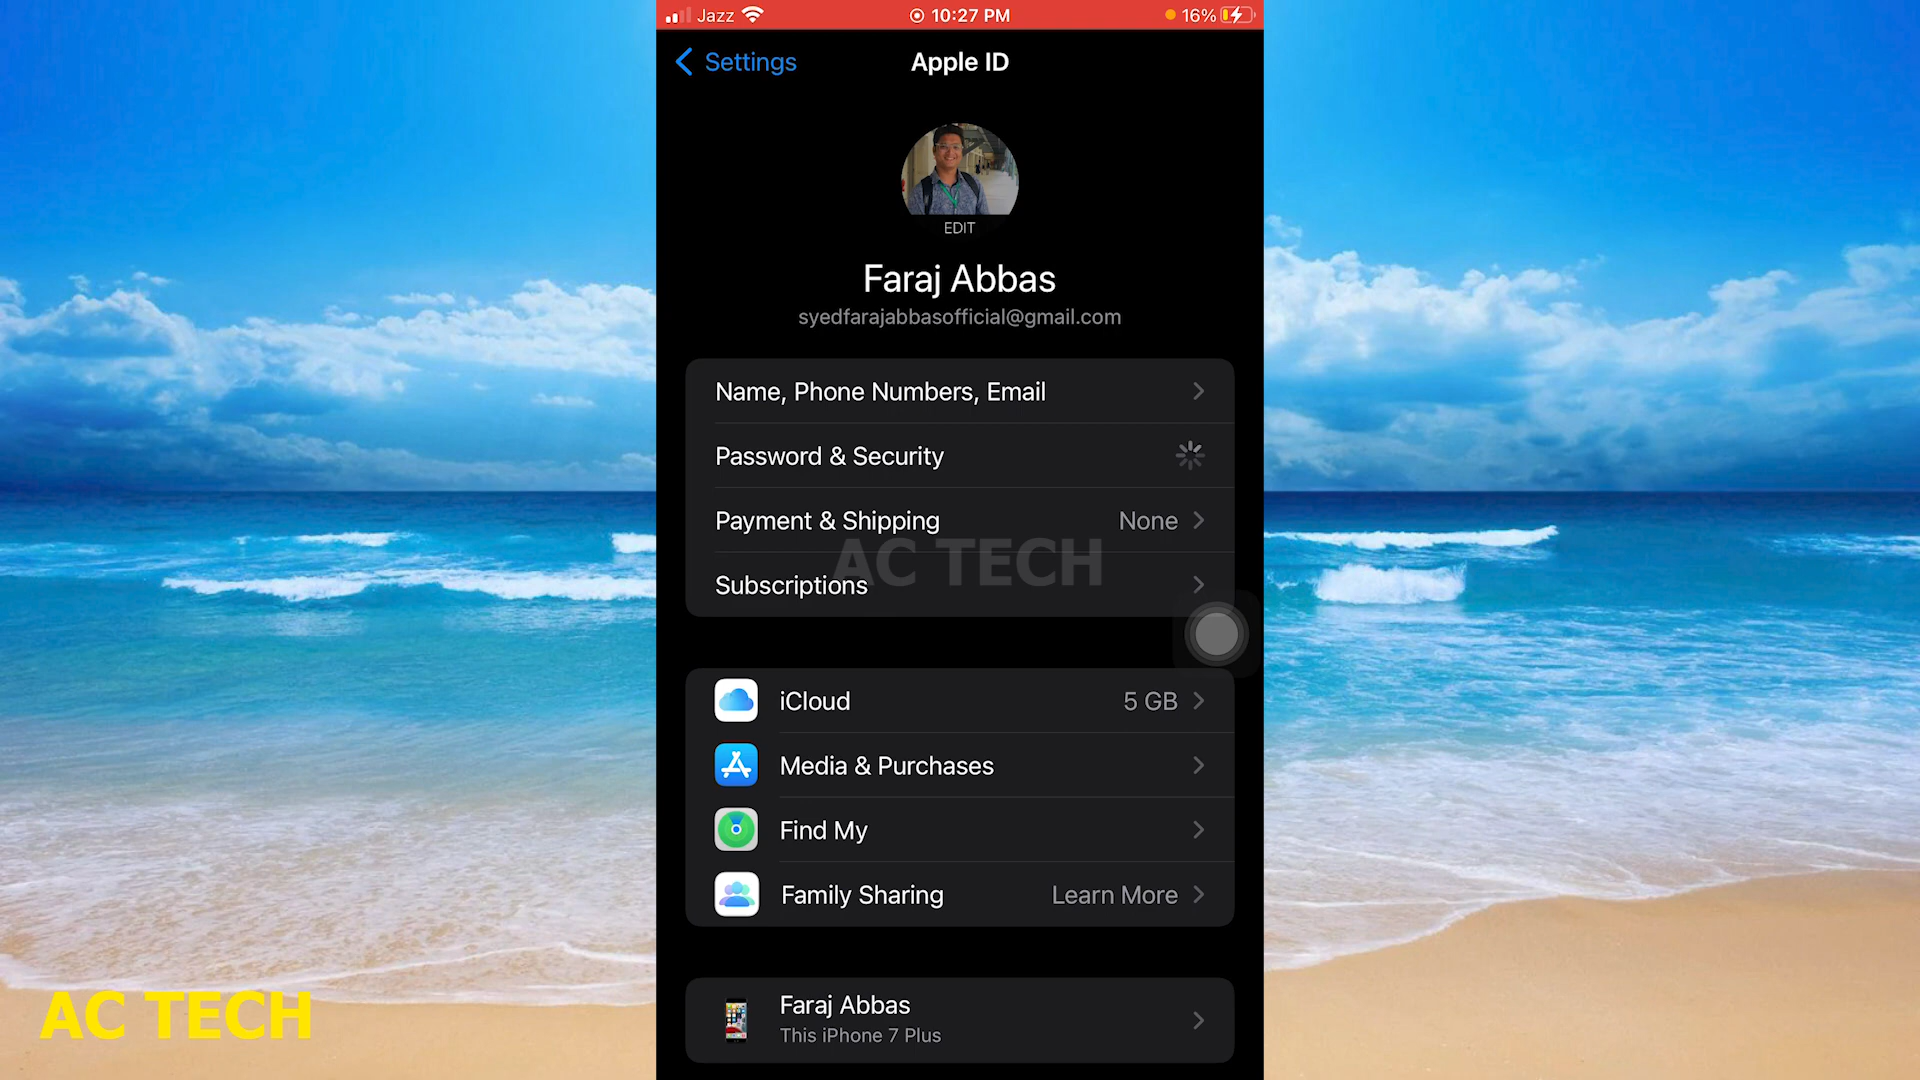 Jazz 10:27 PM 16%
Settings Apple ID
EDIT
Faraj Abbas
syedfarajabbasofficial@gmail.com
Name, Phone Numbers, Email
Password & Security
Payment & Shipping None
AC TECH
Subscriptions
iCloud 5 GB
Media & Purchases
Find My
Family Sharing Learn More
Faraj Abbas
This iPhone 7 Plus
AC TECH